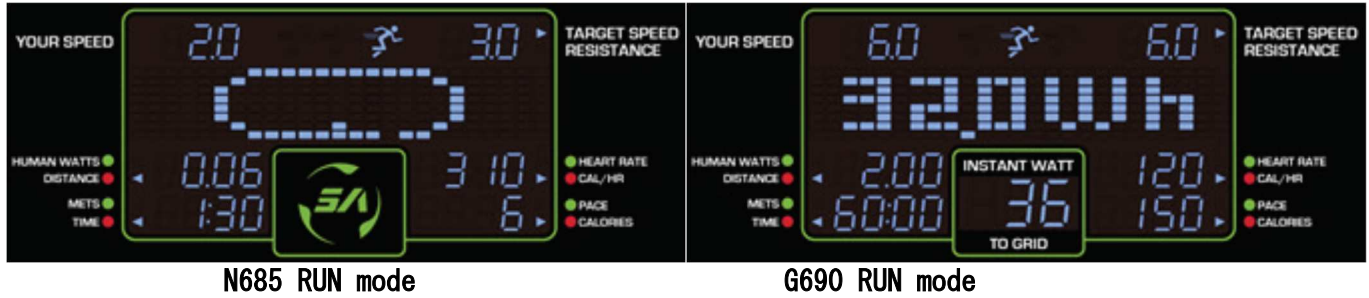 YOUR SPEED
2.0
3.0
TARGET SPEED
RESISTANCE
HUMAN WATTS
DISTANCE
0.06
310
HEART RATE
CAL/HR
METS
TIME
1:30
6
PACE
CALORIES
SA
N685 RUN mode
YOUR SPEED
6.0
6.0
TARGET SPEED
RESISTANCE
32.0Wh
HUMAN WATTS
DISTANCE
2.00
INSTANT WATT
120
HEART RATE
CAL/HR
METS
TIME
60:00
36
150
PACE
CALORIES
TO GRID
G690 RUN mode